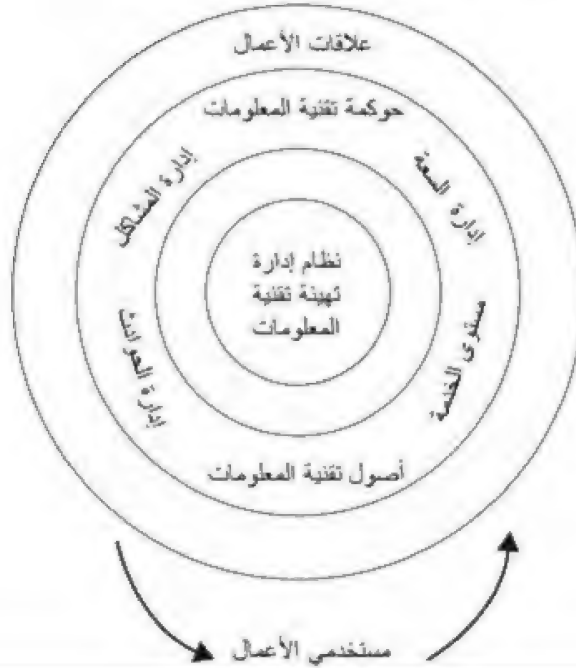 علاقات الأعمال
حوكمة تقنية المعلومات
إدارة المشاكل
إدارة السعة
نظام إدارة
تهيئة تقنية
المعلومات
إدارة الحوادث
مستوى الخدمة
أصول تقنية المعلومات
مستخدمي الأعمال